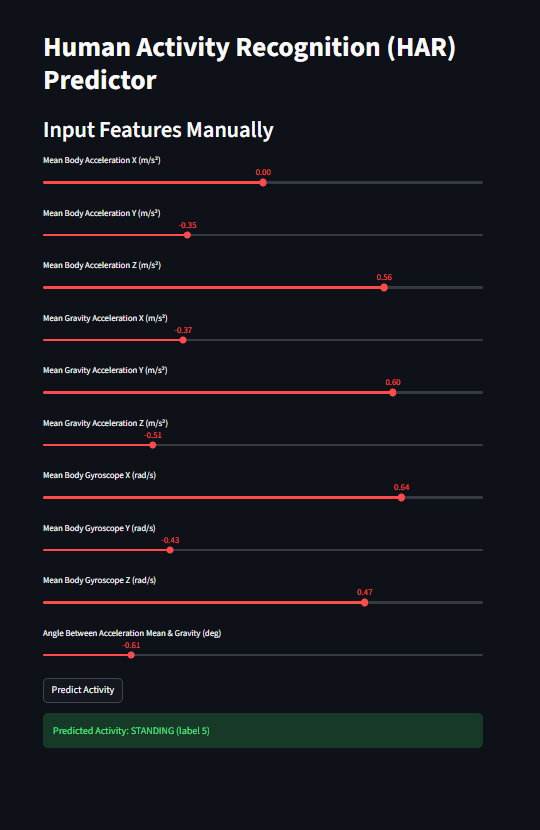 Human Activity Recognition (HAR)
Predictor
Input Features Manually
Mean Body Acceleration X (m/s²)
0.00
Mean Body Acceleration Y (m/s²)
-0.35
Mean Body Acceleration Z (m/s²)
0.56
Mean Gravity Acceleration X (m/s²)
-0.37
Mean Gravity Acceleration Y (m/s²)
0.60
Mean Gravity Acceleration Z (m/s²)
-0.51
Mean Body Gyroscope X (rad/s)
0.64
Mean Body Gyroscope Y (rad/s)
-0.43
Mean Body Gyroscope Z (rad/s)
0.47
Angle Between Acceleration Mean & Gravity (deg)
-0.61
Predict Activity
Predicted Activity: STANDING (label 5)